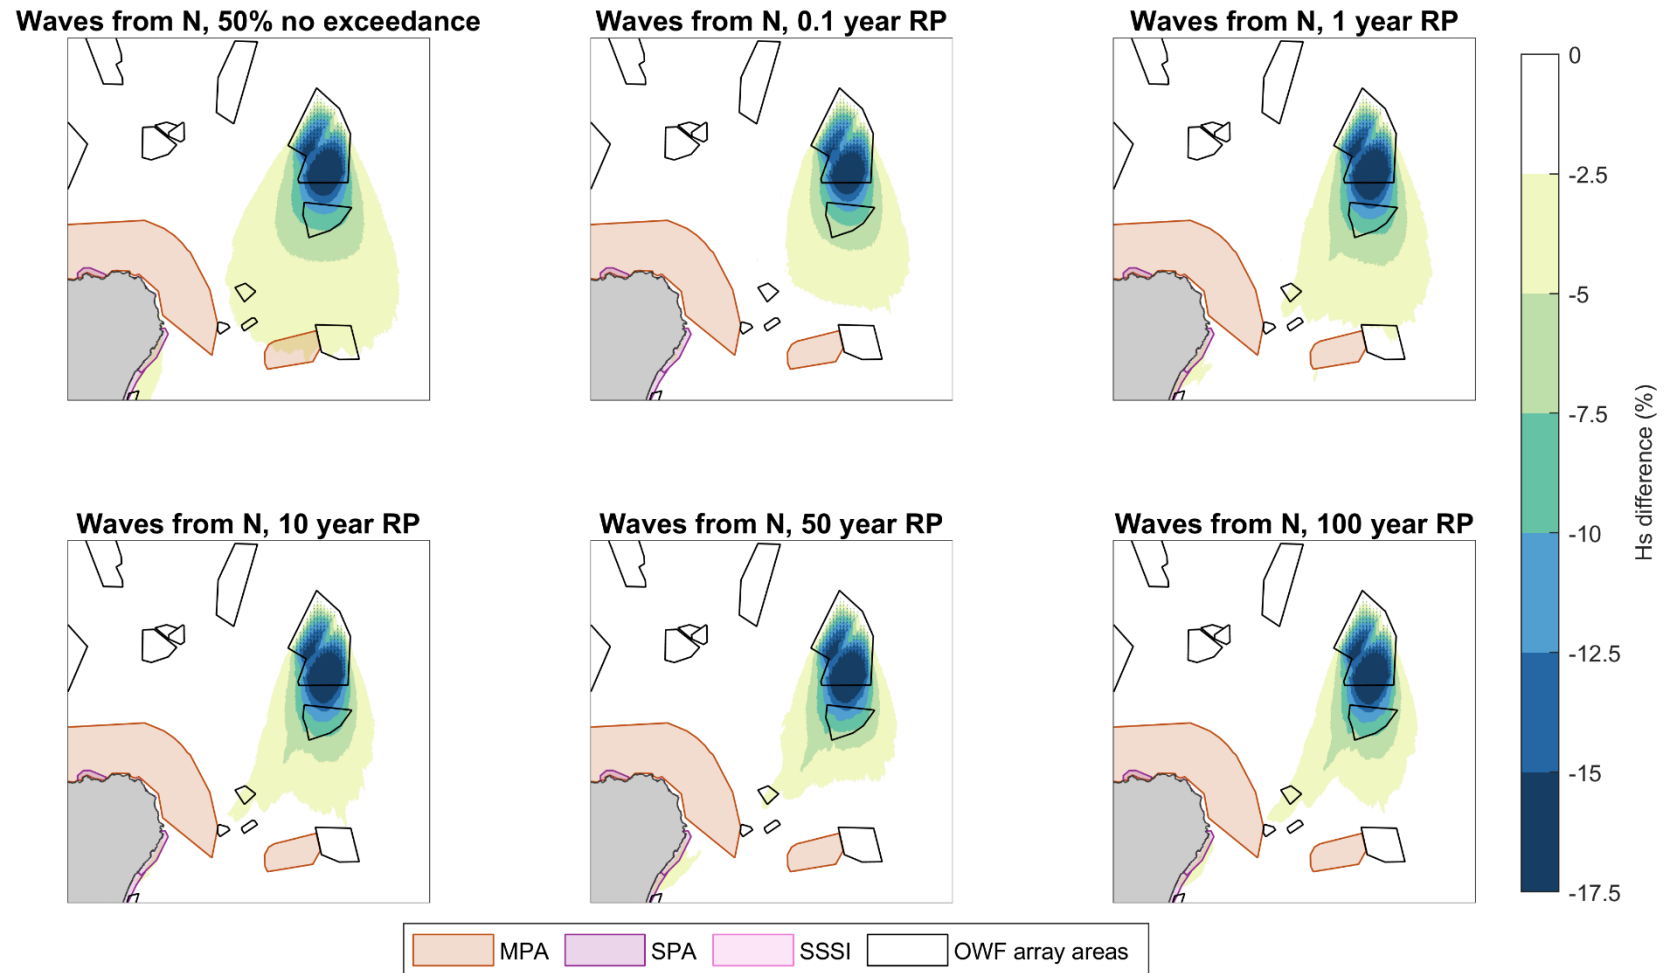 Waves from N, 50% no exceedance
Waves from N, 0.1 year RP
Waves from N, 1 year RP
0
-2.5
-5
-7.5
-10
-12.5
-15
-17.5
Hs difference (%)
Waves from N, 10 year RP
Waves from N, 50 year RP
Waves from N, 100 year RP
MPA
SPA
SSSI
OWF array areas